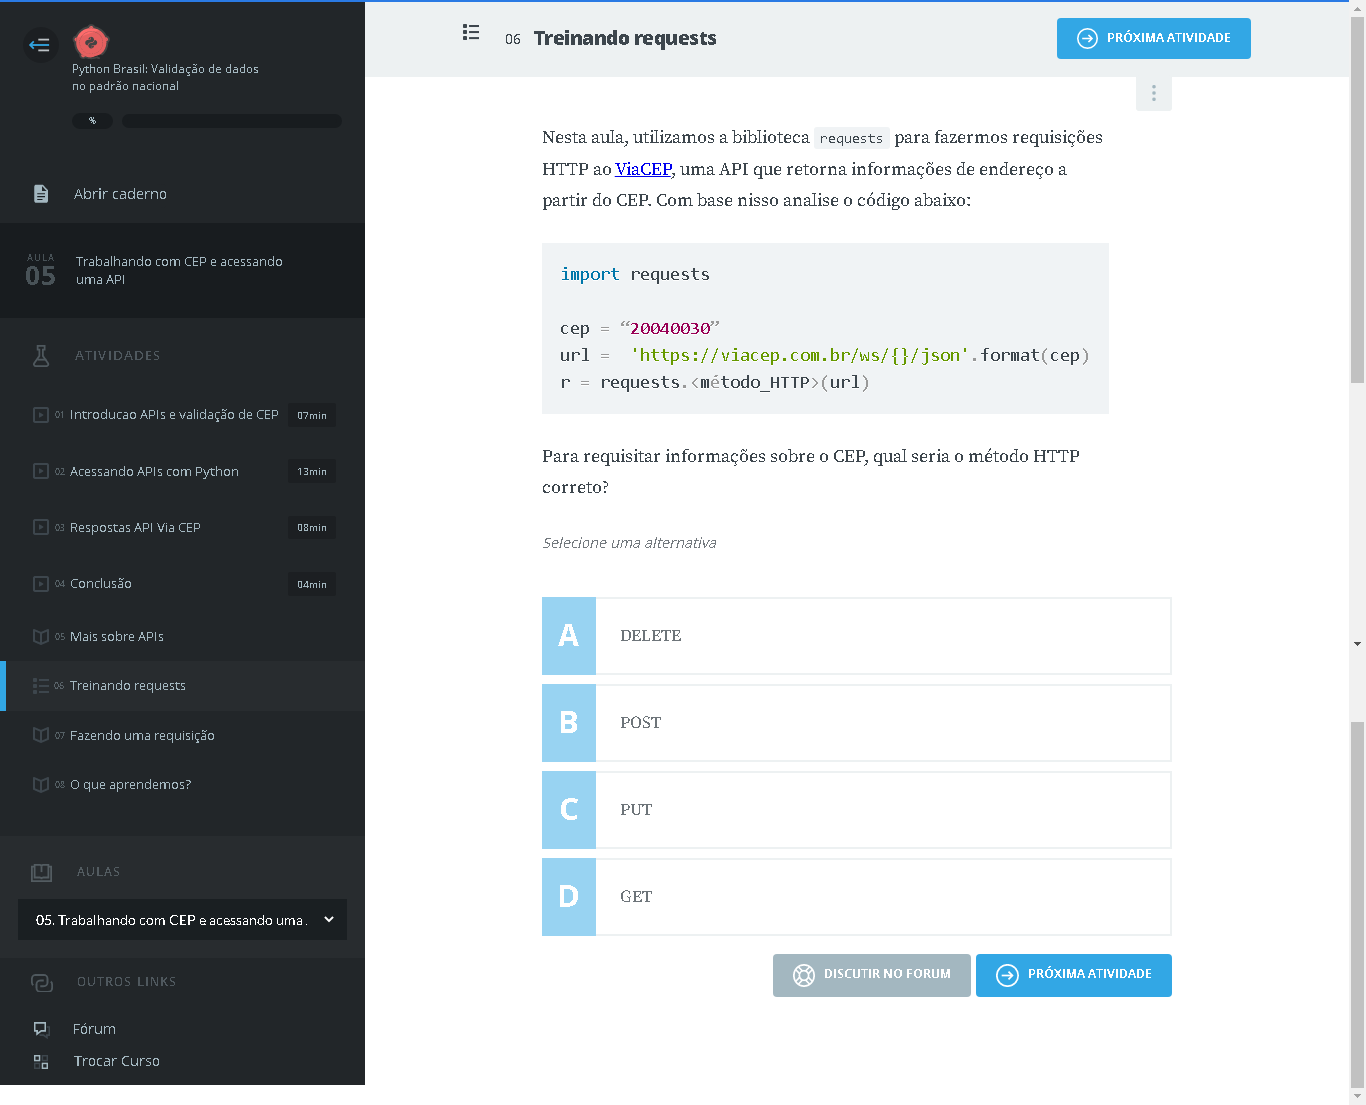 Python Brasil: Validação de dados
no padrão nacional
%
Abrir caderno
AULA
05
Trabalhando com CEP e acessando
uma API
ATIVIDADES
01 Introducao APIs e validação de CEP 07min
02 Acessando APIs com Python 13min
03 Respostas API Via CEP 08min
04 Conclusão 04min
05 Mais sobre APIs
06 Treinando requests
07 Fazendo uma requisição
08 O que aprendemos?
AULAS
05. Trabalhando com CEP e acessando uma .
OUTROS LINKS
Fórum
Trocar Curso
06 Treinando requests
PRÓXIMA ATIVIDADE
Nesta aula, utilizamos a biblioteca requests para fazermos requisições
HTTP ao ViaCEP, uma API que retorna informações de endereço a
partir do CEP. Com base nisso analise o código abaixo:
import requests
cep = “20040030”
url =  'https://viacep.com.br/ws/{}/json'.format(cep)
r = requests.<método_HTTP>(url)
Para requisitar informações sobre o CEP, qual seria o método HTTP
correto?
Selecione uma alternativa
A DELETE
B POST
C PUT
D GET
DISCUTIR NO FORUM
PRÓXIMA ATIVIDADE